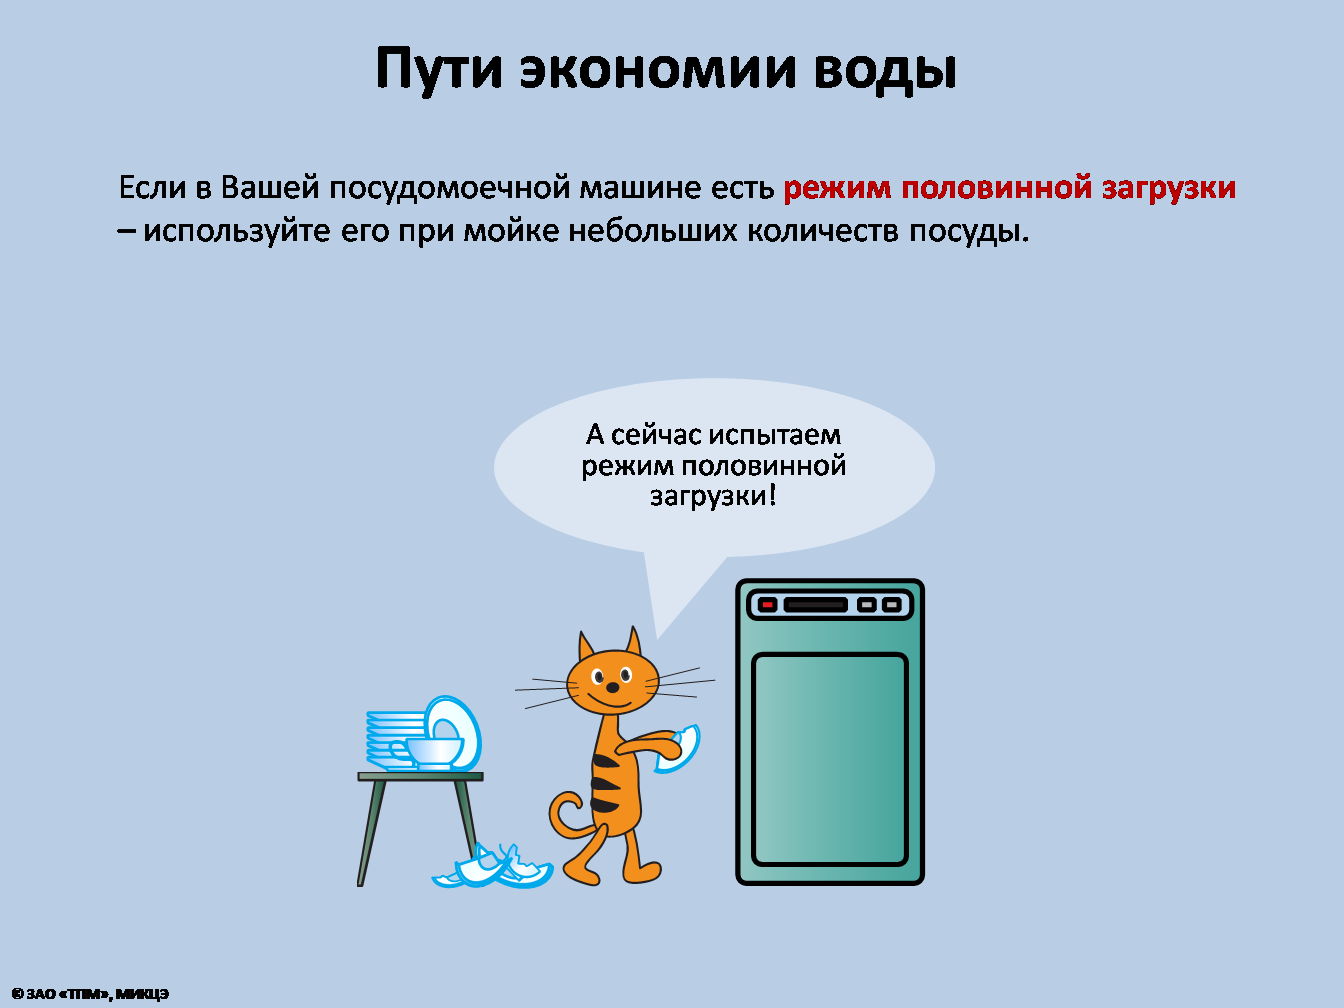 Пути экономии воды
Если в Вашей посудомоечной машине есть режим половинной загрузки
– используйте его при мойке небольших количеств посуды.
А сейчас испытаем
режим половинной
загрузки!
© ЗАО «ТПМ», МИКЦЭ